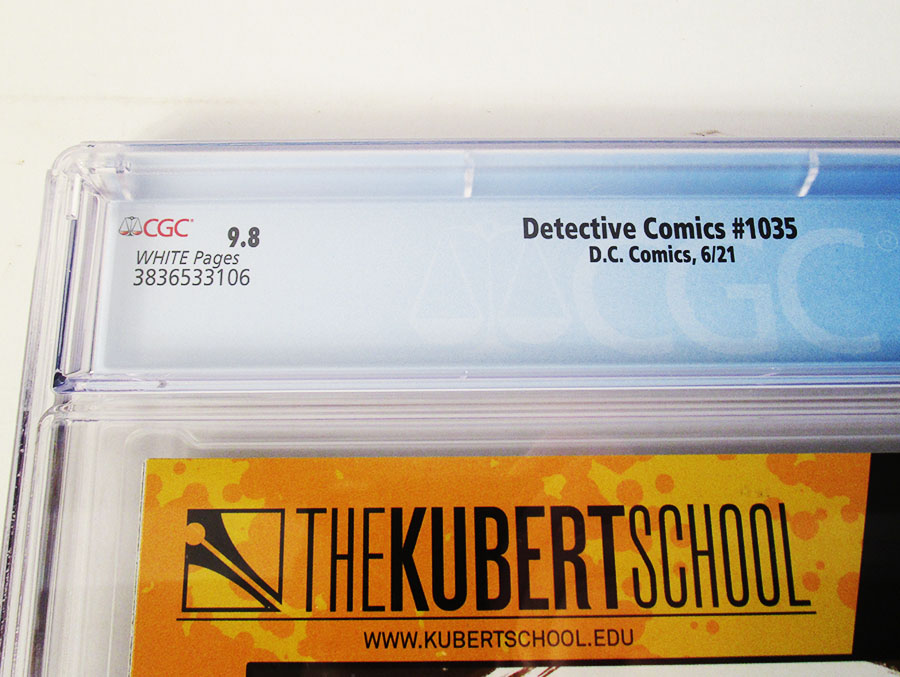 CGC
9.8
WHITE Pages
3836533106
Detective Comics #1035
D.C. Comics, 6/21
CGC®
THEKUBERTSCHOOL
WWW.KUBERTSCHOOL.EDU